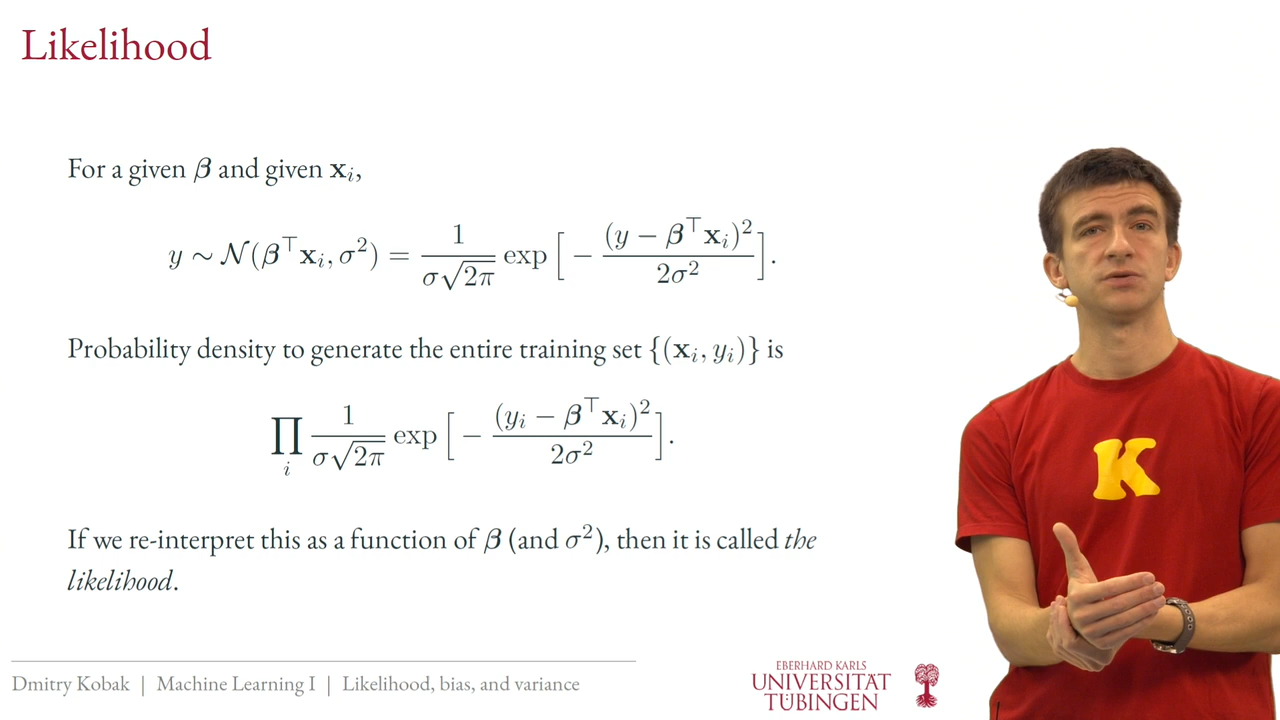 Likelihood
For a given β and given xᵢ,
y ∼ 𝒩(β⊤xᵢ, σ²) = 1/(σ√2π) exp[ − (y − β⊤xᵢ)²/(2σ²) ].
Probability density to generate the entire training set {(xᵢ, yᵢ)} is
∏ᵢ 1/(σ√2π) exp[ − (yᵢ − β⊤xᵢ)²/(2σ²) ].
If we re-interpret this as a function of β (and σ²), then it is called the
likelihood.
K
Dmitry Kobak | Machine Learning I | Likelihood, bias, and variance
EBERHARD KARLS
UNIVERSITÄT
TÜBINGEN